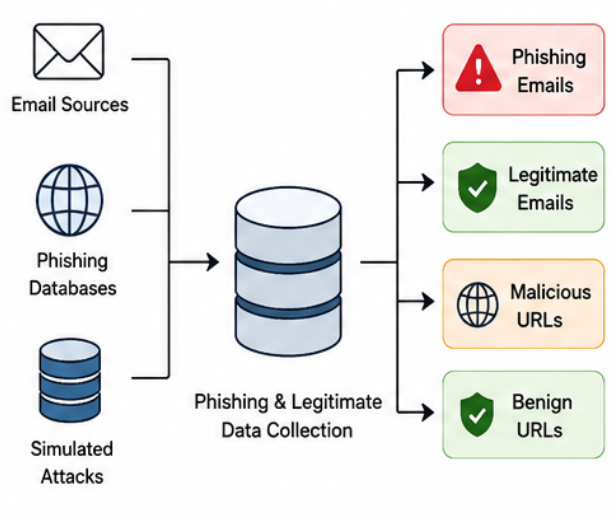 Email Sources
Phishing
Databases
Simulated
Attacks
Phishing & Legitimate
Data Collection
Phishing
Emails
Legitimate
Emails
Malicious
URLs
Benign
URLs